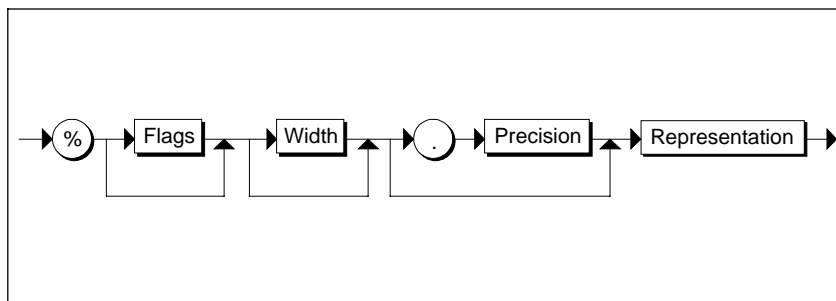 % Flags Width . Precision Representation